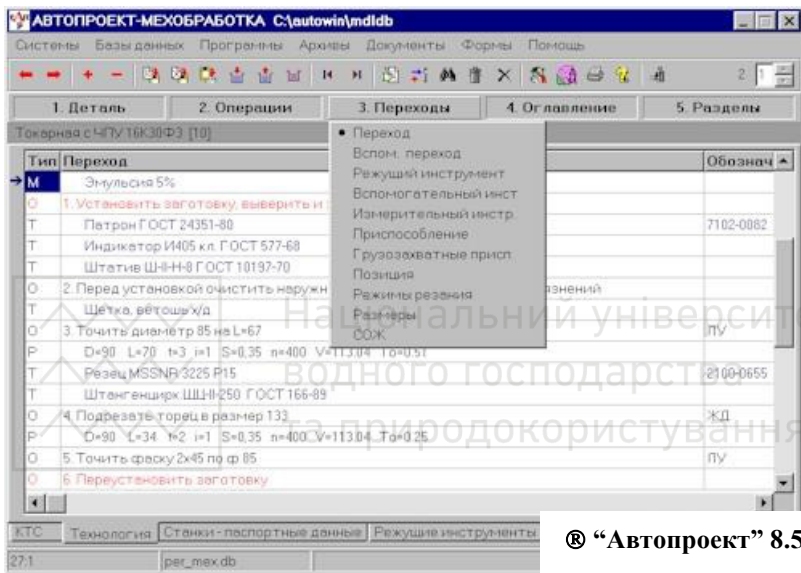 АВТОПРОЕКТ-МЕХОБРАБОТКА C:\autowin\mdldb
Системы Базы данных Программы Архивы Документы Формы Помощь
2 1
1. Деталь 2. Операции 3. Переходы 4. Оглавление 5. Разделы
Токарная с ЧПУ 16К30Ф3 [10]
Переход
Вспом. переход
Режущий инструмент
Вспомогательный инст
Измерительный инстр.
Приспособление
Грузозахватные присп
Позиция
Режимы резания
Размеры
СОЖ
Тип Переход Обознач
М Эмульсия 5%
О 1. Установить заготовку, выверить и
Т Патрон ГОСТ 24351-80 7102-0082
Т Индикатор И405 кл. ГОСТ 577-68
Т Штатив Ш-II-Н-8 ГОСТ 10197-70
О 2. Перед установкой очистить наружн язнений
Т Щетка, ветошь х/д
О 3. Точить диаметр 85 на L=67 ПУ
Р D=90 L=70 t=3 i=1 S=0,35 n=400 V=113.04 To=0.51
Т Резец MSSNR 3225 P15 2100-0655
Т Штангенцирк ШЦ-II-250 ГОСТ 166-89
О 4. Подрезать торец в размер 133 ЖД
Р D=90 L=34 t=2 i=1 S=0,35 n=400 V=113.04 To=0.25
О 5. Точить фаску 2х45 по ф 85 ПУ
О 6. Переустановить заготовку
КТС Технология Станки - паспортные данные Режущие инструменты
27:1 per_mex.db
® “Автопроект” 8.5
Національний університ
водного господарства
та природокористування